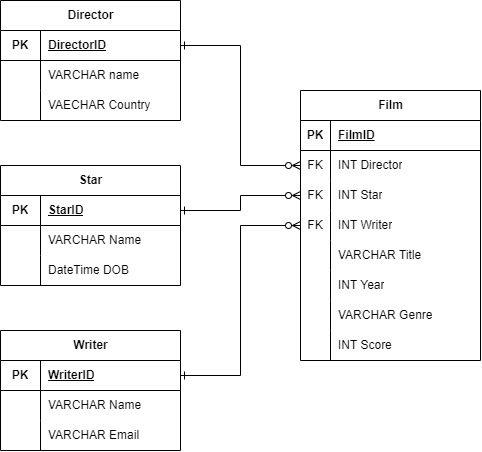 Director
PK DirectorID
VARCHAR name
VAECHAR Country
Star
PK StarID
VARCHAR Name
DateTime DOB
Writer
PK WriterID
VARCHAR Name
VARCHAR Email
Film
PK FilmID
FK INT Director
FK INT Star
FK INT Writer
VARCHAR Title
INT Year
VARCHAR Genre
INT Score